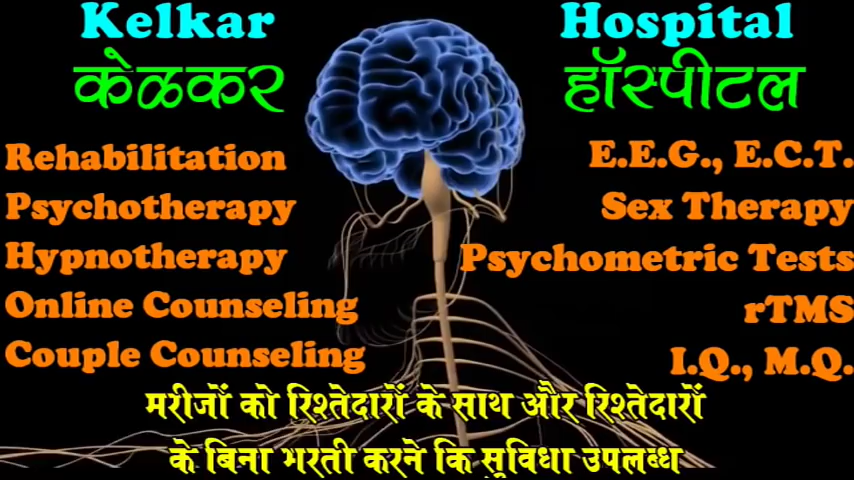 Kelkar Hospital
केळकर हॉस्पीटल
Rehabilitation
Psychotherapy
Hypnotherapy
Online Counseling
Couple Counseling
E.E.G., E.C.T.
Sex Therapy
Psychometric Tests
rTMS
I.Q., M.Q.
मरीजों को रिश्तेदारों के साथ और रिश्तेदारों
के बिना भरती करने कि सुविधा उपलब्ध